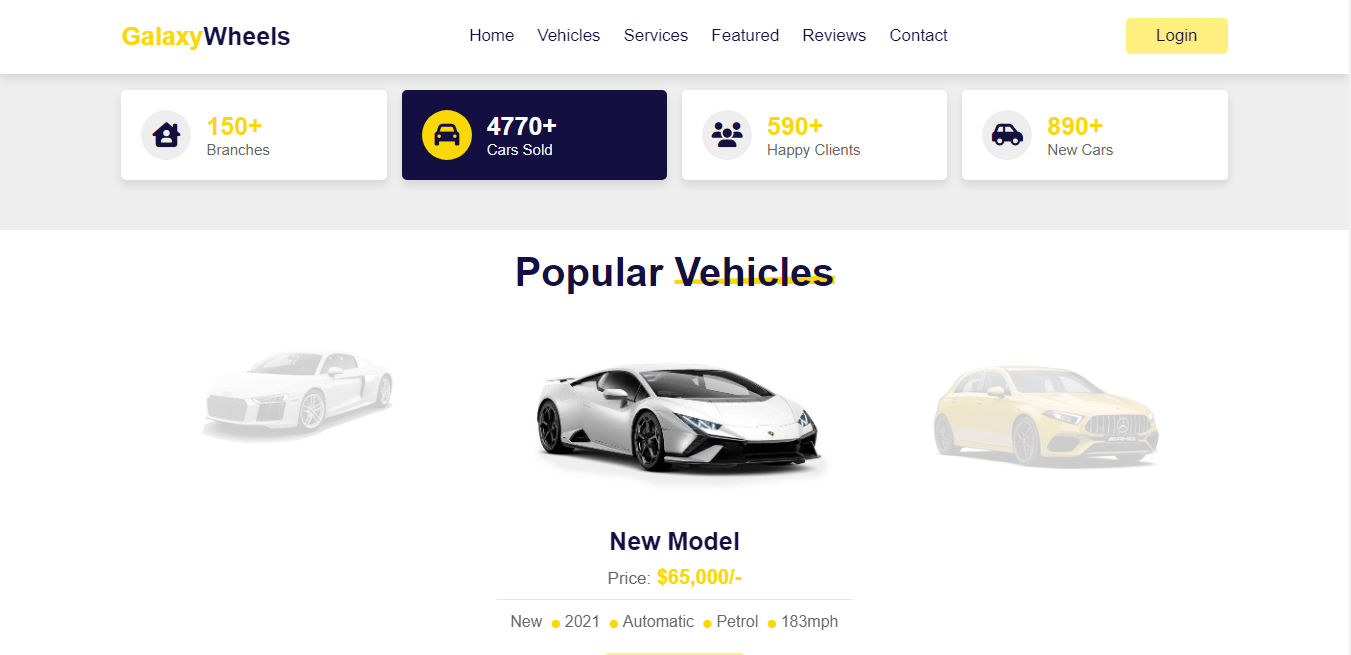 GalaxyWheels
Home Vehicles Services Featured Reviews Contact
Login
150+
Branches
4770+
Cars Sold
590+
Happy Clients
890+
New Cars
Popular Vehicles
New Model
Price: $65,000/-
New ● 2021 ● Automatic ● Petrol ● 183mph